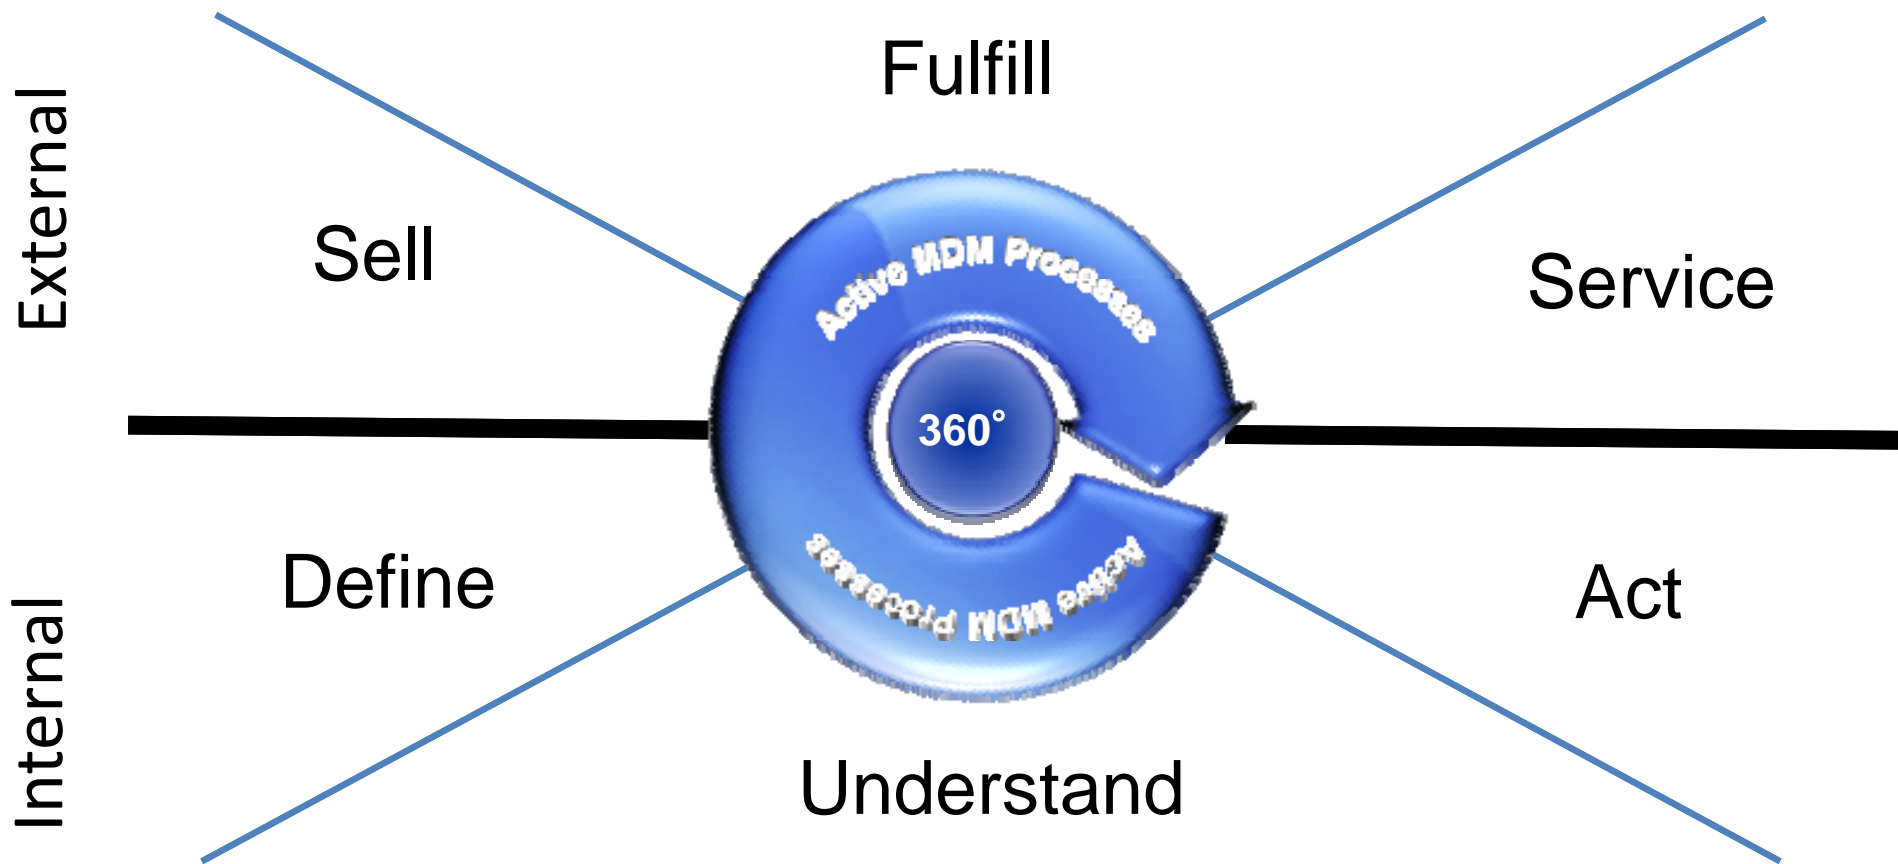 External
Fulfill
Sell
Service
Active MDM Processes
360°
Internal
Define
Act
Active MDM Processes
Understand